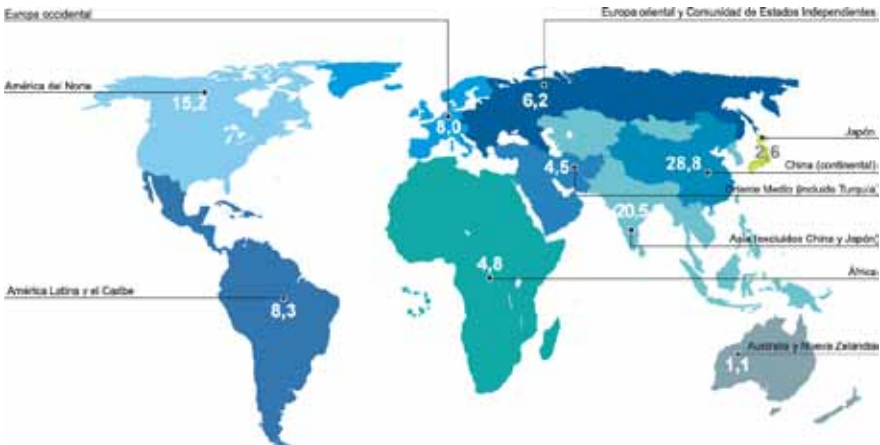 Europa occidental
Europa oriental y Comunidad de Estados Independientes
América del Norte
15,2
6,2
8,0
Japón
2,6
China (continental)
28,8
4,5
Oriente Medio (incluido Turquía)
20,5
Asia (excluidos China y Japón)
4,8
África
América Latina y el Caribe
8,3
Australia y Nueva Zelandia
1,1